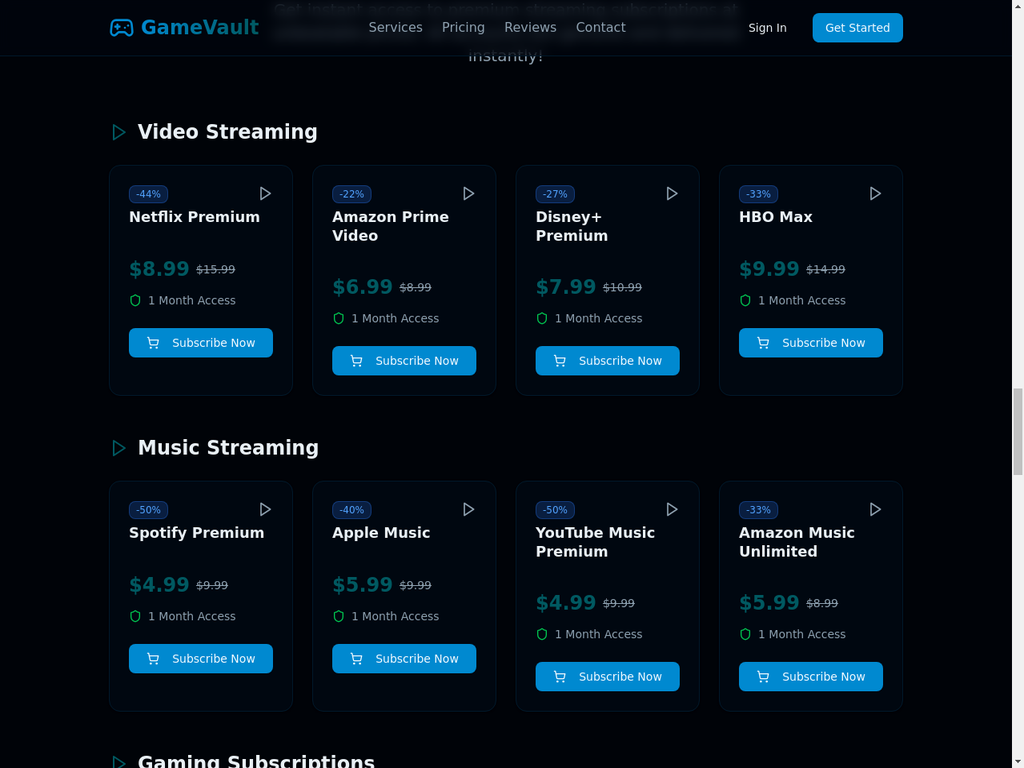 GameVault
Services
Pricing
Reviews
Contact
Sign In
Get Started
instantly!
Video Streaming
-44%
Netflix Premium
$8.99 $15.99
1 Month Access
Subscribe Now
-22%
Amazon Prime
Video
$6.99 $8.99
1 Month Access
Subscribe Now
-27%
Disney+
Premium
$7.99 $10.99
1 Month Access
Subscribe Now
-33%
HBO Max
$9.99 $14.99
1 Month Access
Subscribe Now
Music Streaming
-50%
Spotify Premium
$4.99 $9.99
1 Month Access
Subscribe Now
-40%
Apple Music
$5.99 $9.99
1 Month Access
Subscribe Now
-50%
YouTube Music
Premium
$4.99 $9.99
1 Month Access
Subscribe Now
-33%
Amazon Music
Unlimited
$5.99 $8.99
1 Month Access
Subscribe Now
Gaming Subscriptions